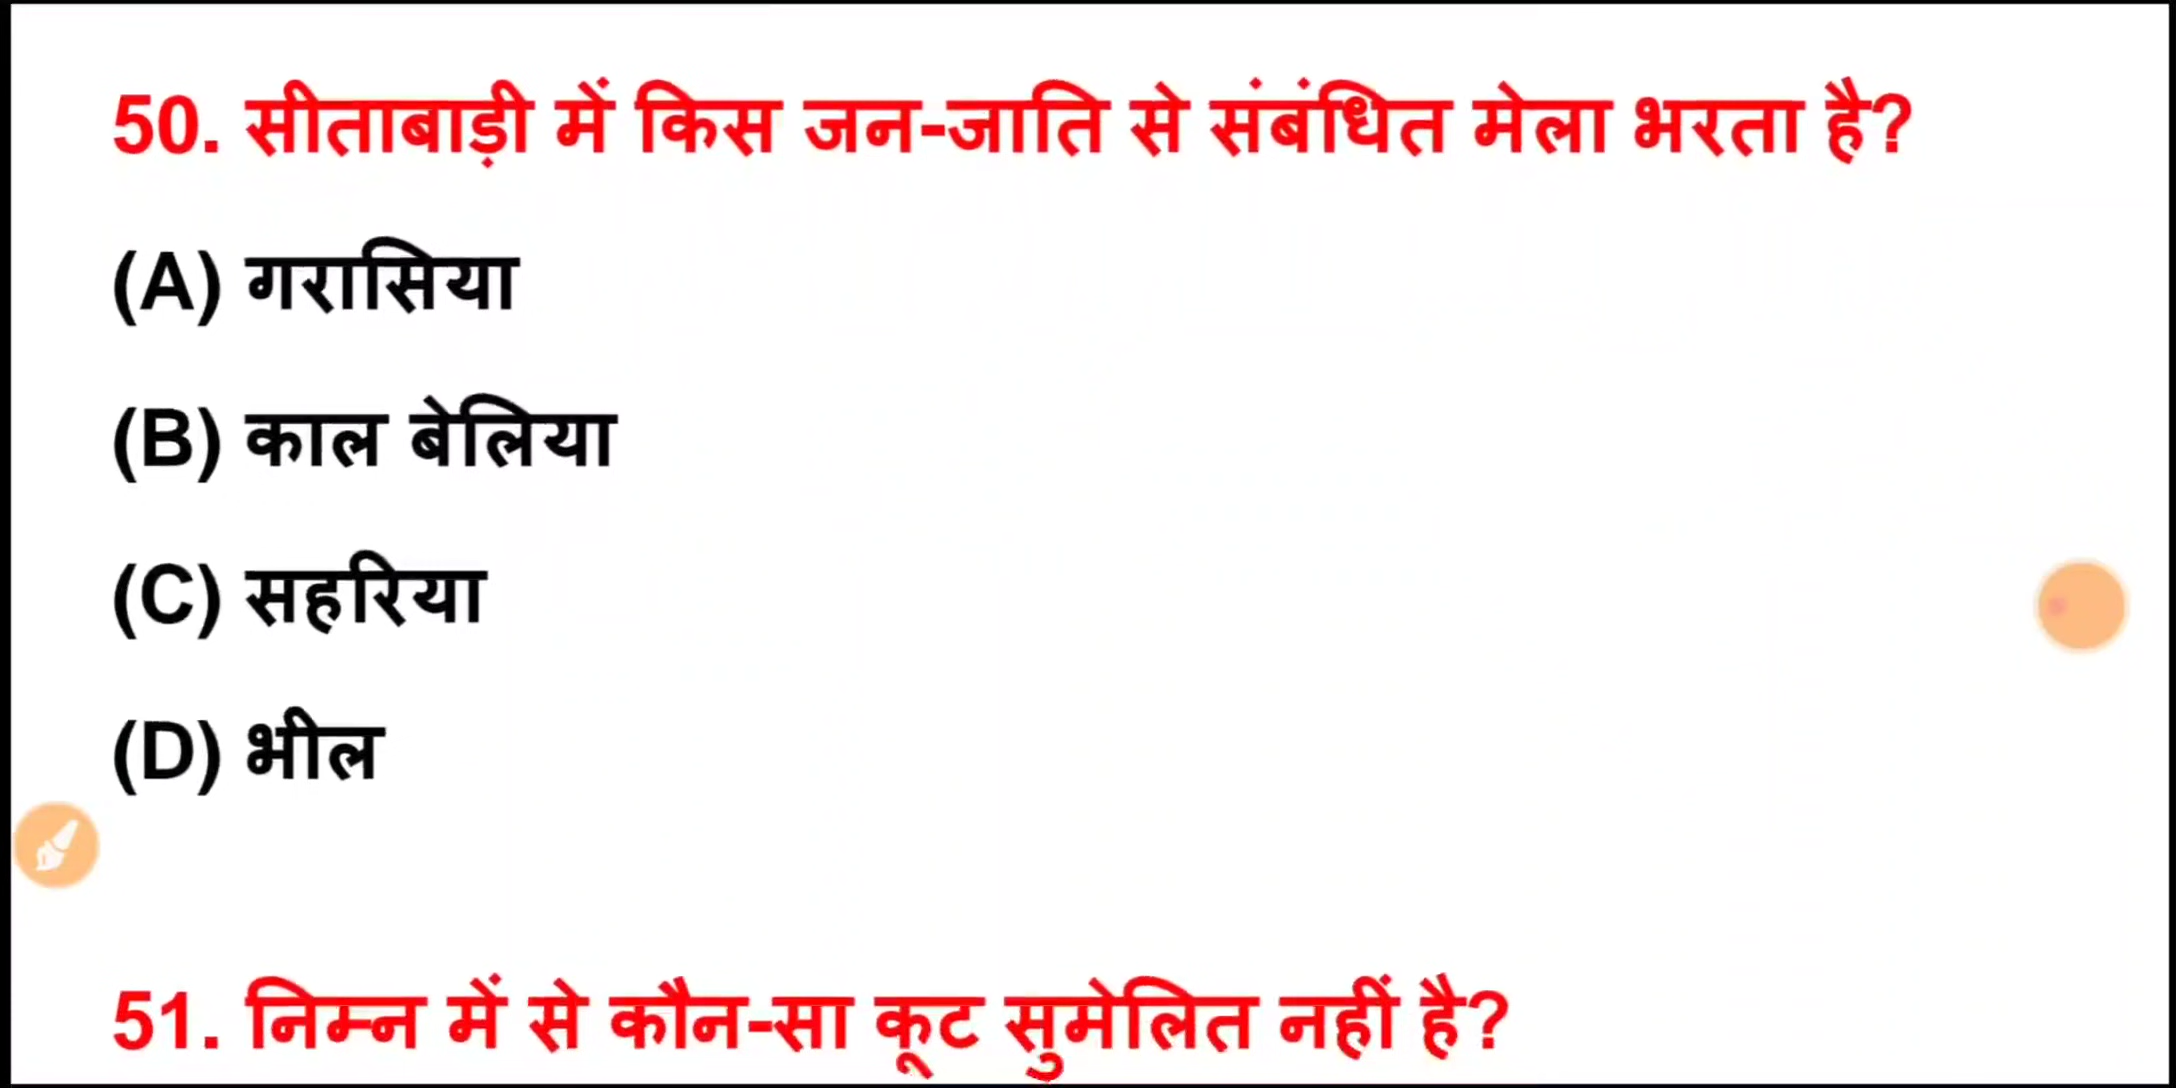 50. सीताबाड़ी में किस जन-जाति से संबंधित मेला भरता है?
(A) गरासिया
(B) काल बेलिया
(C) सहरिया
(D) भील
51. निम्न में से कौन-सा कूट सुमेलित नहीं है?